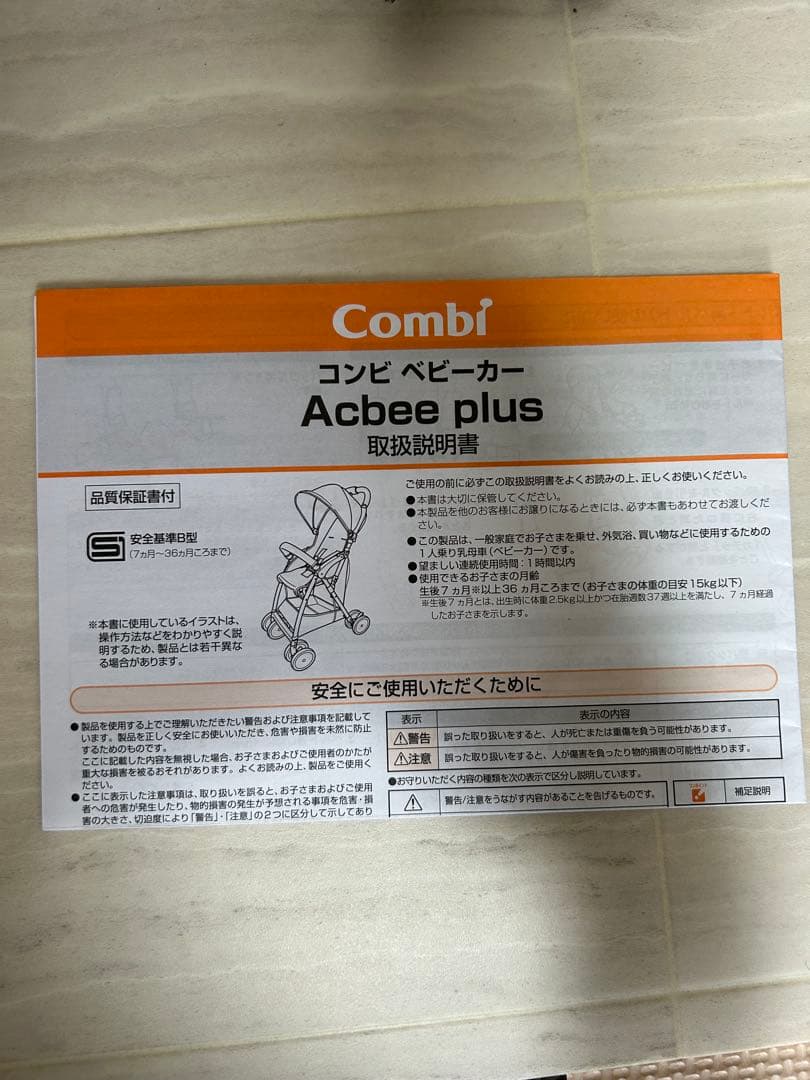 Combi
コンビ ベビーカー
Acbee plus
取扱説明書
品質保証書付
安全基準B型
(7ヵ月〜36ヵ月ころまで)
※本書に使用しているイラストは、
操作方法などをわかりやすく説
明するため、製品とは若干異な
る場合があります。
ご使用の前に必ずこの取扱説明書をよくお読みの上、正しくお使いください。
●本書は大切に保管してください。
●本製品を他のお客様にお譲りになるときには、必ず本書もあわせてお渡しくだ
さい。
●この製品は、一般家庭でお子さまを乗せ、外気浴、買い物などに使用するための
1人乗り乳母車(ベビーカー)です。
●望ましい連続使用時間:1時間以内
●使用できるお子さまの月齢
生後7ヵ月※以上36ヵ月ころまで(お子さまの体重の目安15kg以下)
※生後7ヵ月とは、出生時に体重2.5kg以上かつ在胎週数37週以上を満たし、7ヵ月経過
したお子さまを示します。
安全にご使用いただくために
●製品を使用する上でご理解いただきたい警告および注意事項を記載して
います。製品を正しく安全にお使いいただき、危害や損害を未然に防止
するためのものです。
ここに記載した内容を無視した場合、お子さまおよびご使用者のかたが
重大な損害を被るおそれがあります。よくお読みの上、製品をご使用く
ださい。
●ここに表示した注意事項は、取り扱いを誤ると、お子さまおよびご使用
者への危害が発生したり、物的損害の発生が予想される事項を危害・損
害の大きさ、切迫度により「警告」・「注意」の2つに区分して示してあり
表示 表示の内容
⚠警告 誤った取り扱いをすると、人が死亡または重傷を負う可能性があります。
⚠注意 誤った取り扱いをすると、人が傷害を負ったり物的損害の可能性があります。
●お守りいただく内容の種類を次の表示で区分し説明しています。
警告/注意をうながす内容があることを告げるものです。
ワンポイント
補足説明